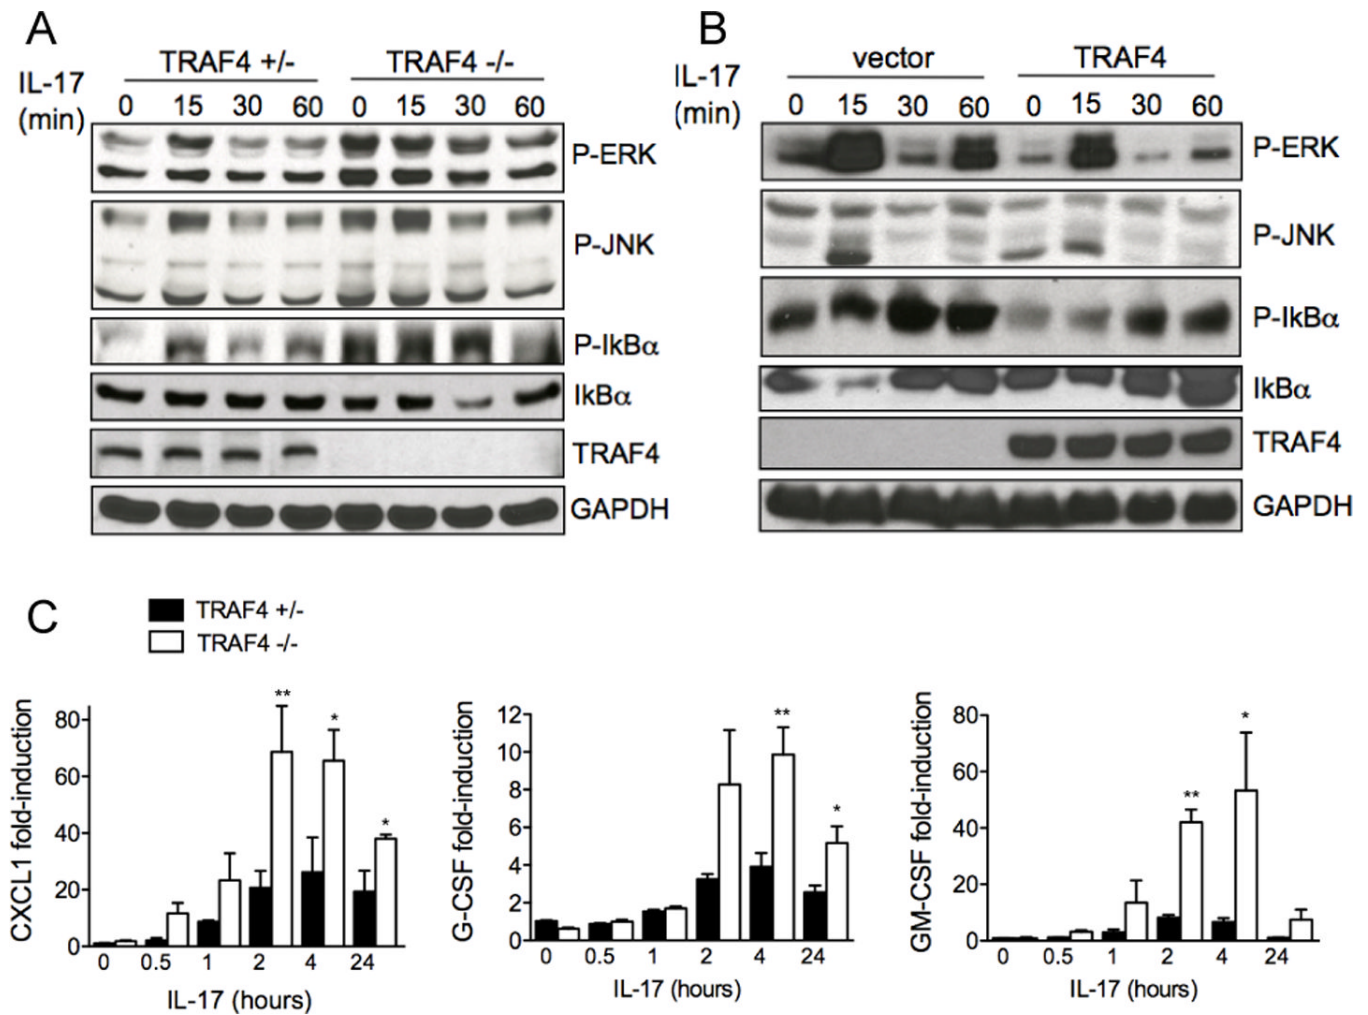 A
TRAF4 +/- TRAF4 -/-
IL-17
(min)
0 15 30 60 0 15 30 60
P-ERK
P-JNK
P-IkBα
IkBα
TRAF4
GAPDH
B
vector TRAF4
IL-17
(min)
0 15 30 60 0 15 30 60
P-ERK
P-JNK
P-IkBα
IkBα
TRAF4
GAPDH
C
TRAF4 +/-
TRAF4 -/-
CXCL1 fold-induction
80
60
40
20
0
** * *
0 0.5 1 2 4 24
IL-17 (hours)
G-CSF fold-induction
12
10
8
6
4
2
0
** *
0 0.5 1 2 4 24
IL-17 (hours)
GM-CSF fold-induction
80
60
40
20
0
** *
0 0.5 1 2 4 24
IL-17 (hours)